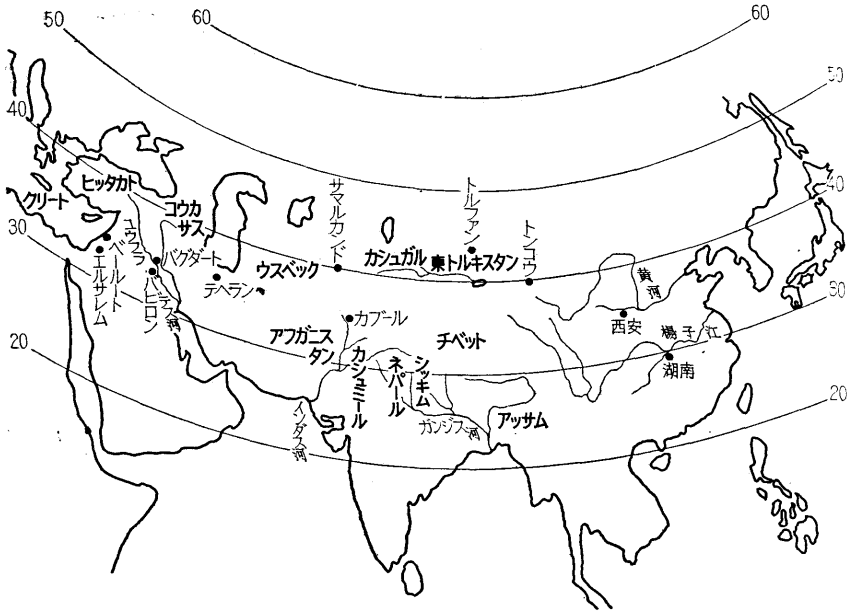 50
60
60
50
40
40
30
30
20
20
ヒッタカト
クリート
コウカ
サス
ユウフラ
テス河
バクダート
ベールート
エルサレム
バビロン
テヘラン
ウスベック
サマルカンド
カシュガル
トルファン
東トルキスタン
トンコウ
黄河
西安
楊子江
湖南
カブール
アフガニス
タン
カシュミール
チベット
ネパール
シッキム
アッサム
ガンジス河
インダス河